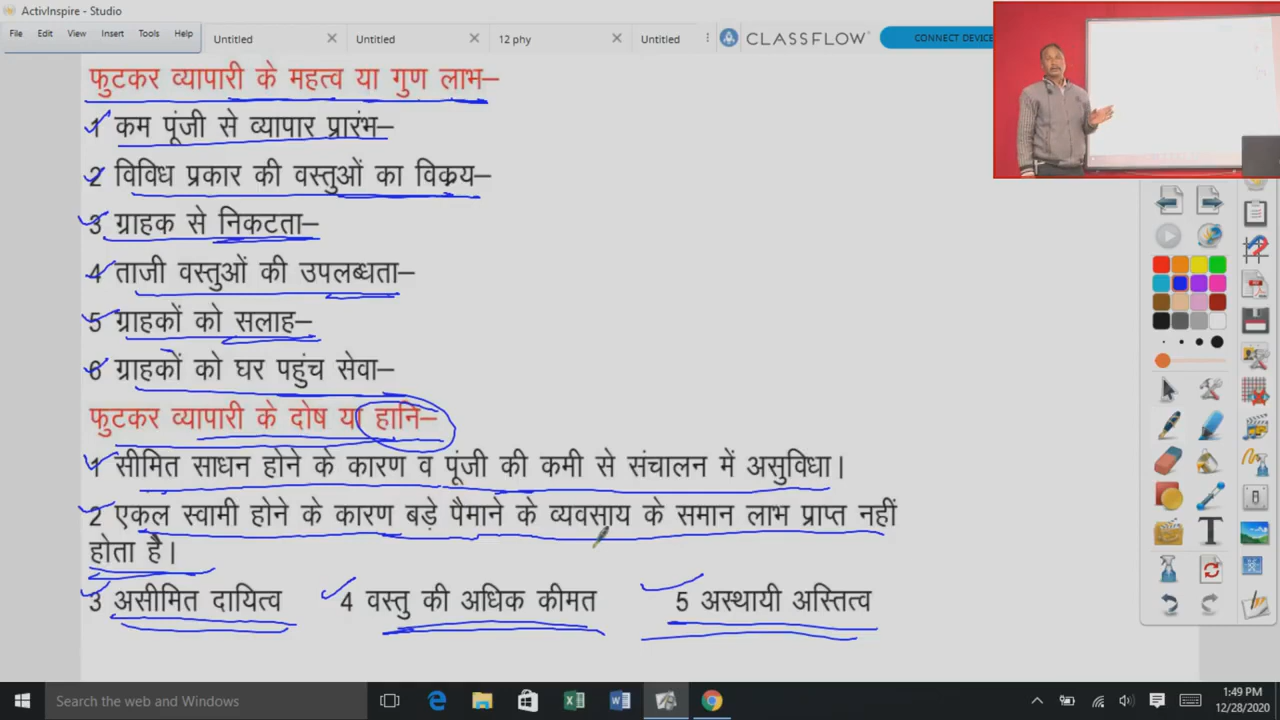 ActivInspire - Studio
File Edit View Insert Tools Help
Untitled
Untitled
12 phy
Untitled
CLASSFLOW
CONNECT DEVICE
फुटकर व्यापारी के महत्व या गुण लाभ–
1 कम पूंजी से व्यापार प्रारंभ–
2 विविध प्रकार की वस्तुओं का विक्रय–
3 ग्राहक से निकटता–
4 ताजी वस्तुओं की उपलब्धता–
5 ग्राहकों को सलाह–
6 ग्राहकों को घर पहुंच सेवा–
फुटकर व्यापारी के दोष या हानि–
1 सीमित साधन होने के कारण व पूंजी की कमी से संचालन में असुविधा।
2 एकल स्वामी होने के कारण बड़े पैमाने के व्यवसाय के समान लाभ प्राप्त नहीं
होता है।
3 असीमित दायित्व 4 वस्तु की अधिक कीमत 5 अस्थायी अस्तित्व
Search the web and Windows
1:49 PM
12/28/2020